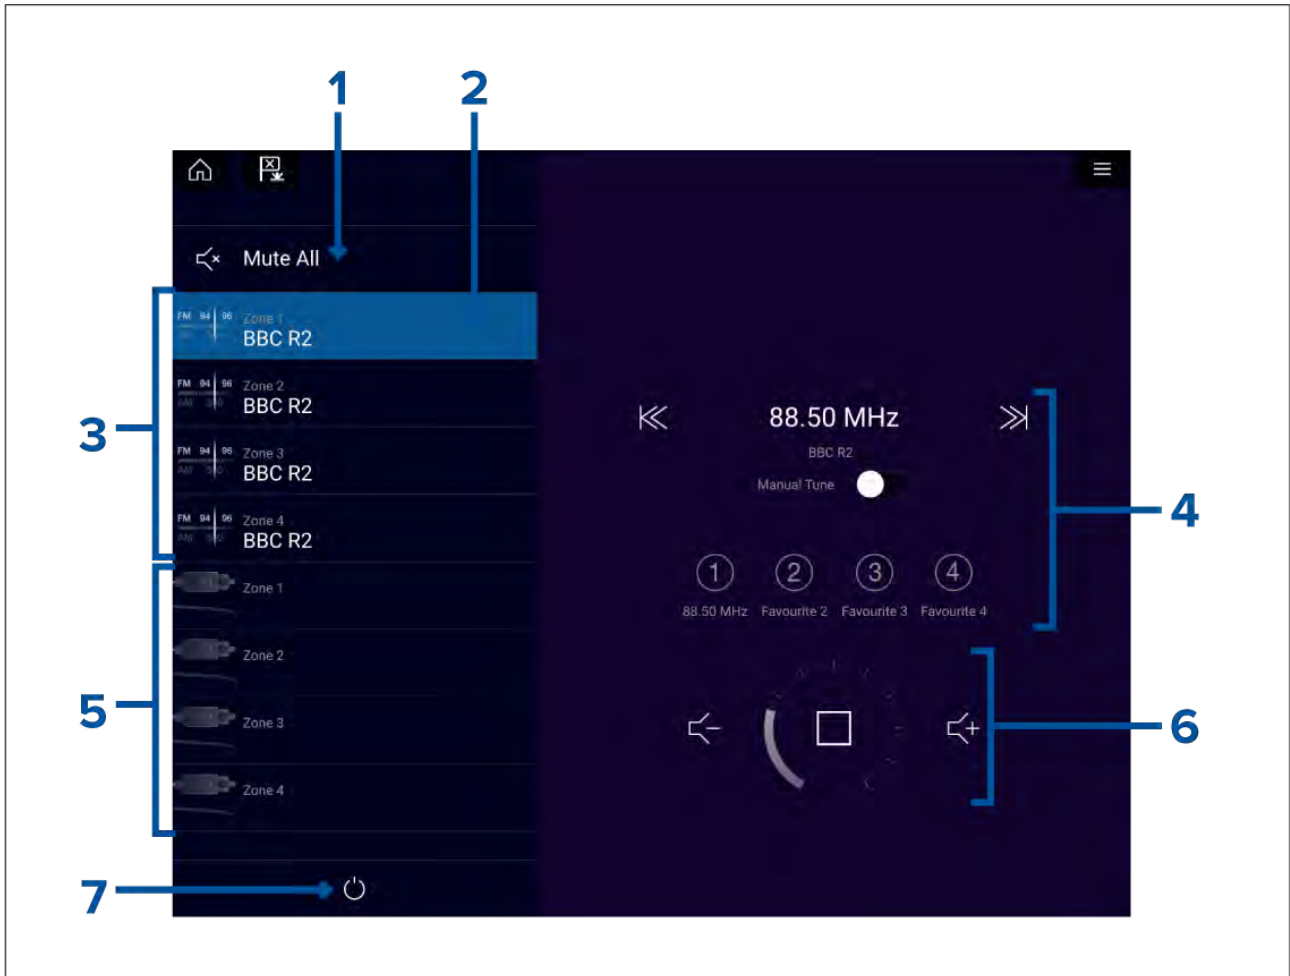 1
2
Mute All
3
FM 94 96
Zone 1
BBC R2
FM 94 96
Zone 2
BBC R2
FM 94 96
Zone 3
BBC R2
FM 94 96
Zone 4
BBC R2
5
Zone 1
Zone 2
Zone 3
Zone 4
7
88.50 MHz
BBC R2
Manual Tune
4
1 2 3 4
88.50 MHz Favourite 2 Favourite 3 Favourite 4
6